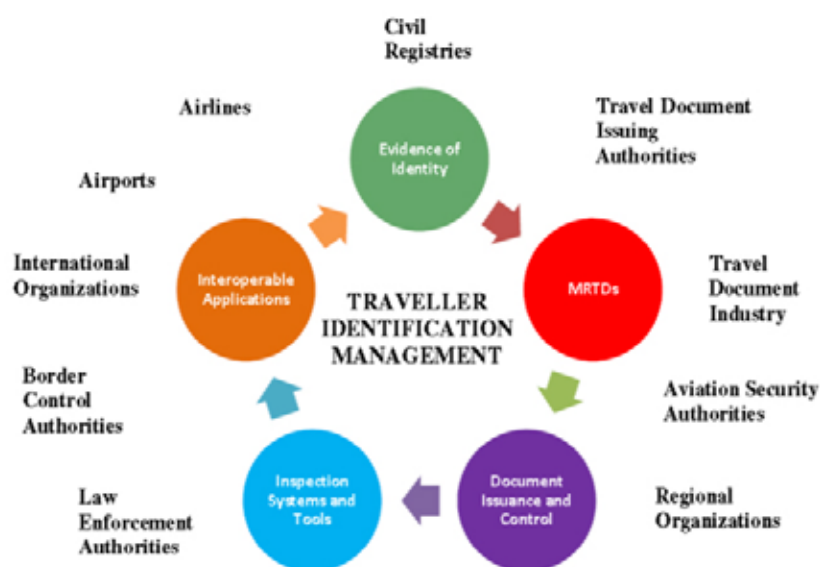 Civil
Registries
Airlines
Travel Document
Issuing
Authorities
Evidence of
Identity
Airports
International
Organizations
Interoperable
Applications
MRTDs
Travel
Document
Industry
TRAVELLER
IDENTIFICATION
MANAGEMENT
Border
Control
Authorities
Aviation Security
Authorities
Inspection
Systems and
Tools
Document
Issuance and
Control
Law
Enforcement
Authorities
Regional
Organizations